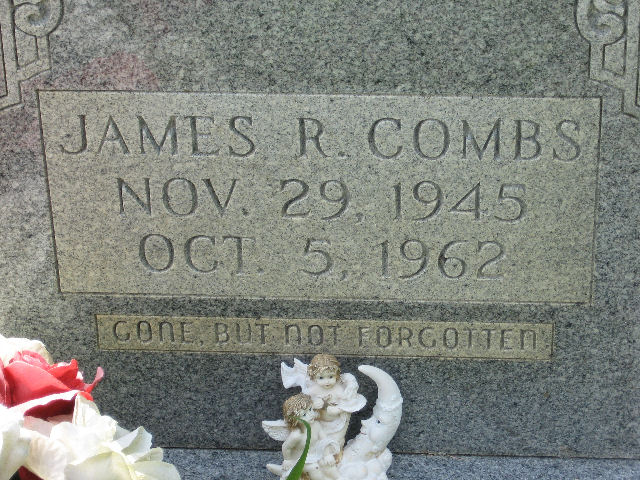 JAMES R. COMBS
NOV. 29, 1945
OCT. 5, 1962
GONE, BUT NOT FORGOTTEN